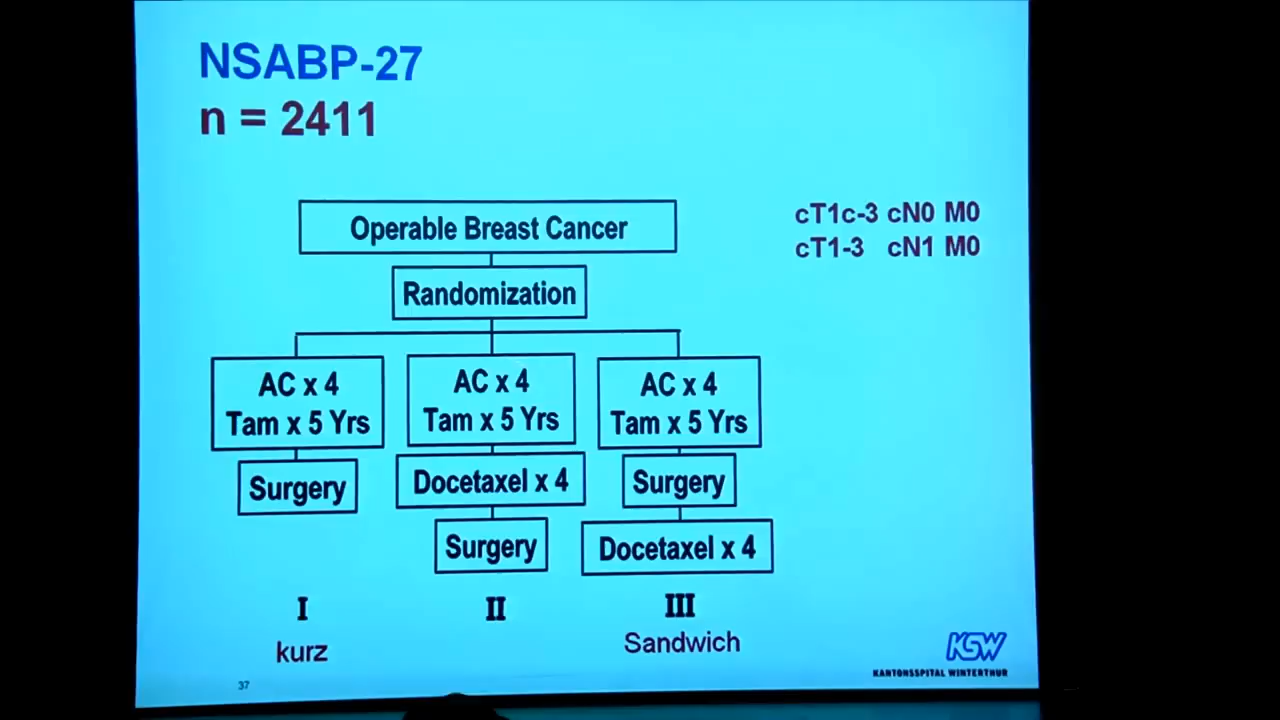 NSABP-27
n = 2411
cT1c-3 cN0 M0
cT1-3 cN1 M0
Operable Breast Cancer
Randomization
AC x 4
Tam x 5 Yrs
Surgery
I
kurz
AC x 4
Tam x 5 Yrs
Docetaxel x 4
Surgery
II
AC x 4
Tam x 5 Yrs
Surgery
Docetaxel x 4
III
Sandwich
37
KSW
KANTONSSPITAL WINTERTHUR